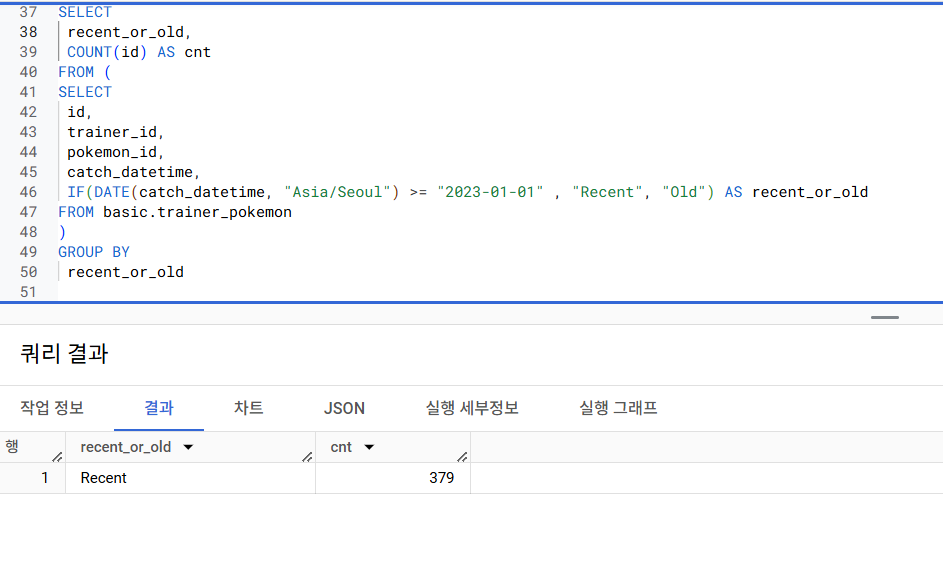 37 SELECT
38 recent_or_old,
39 COUNT(id) AS cnt
40 FROM (
41 SELECT
42 id,
43 trainer_id,
44 pokemon_id,
45 catch_datetime,
46 IF(DATE(catch_datetime, "Asia/Seoul") >= "2023-01-01" , "Recent", "Old") AS recent_or_old
47 FROM basic.trainer_pokemon
48 )
49 GROUP BY
50 recent_or_old
51
쿼리 결과
작업 정보 결과 차트 JSON 실행 세부정보 실행 그래프
행 recent_or_old cnt
1 Recent 379